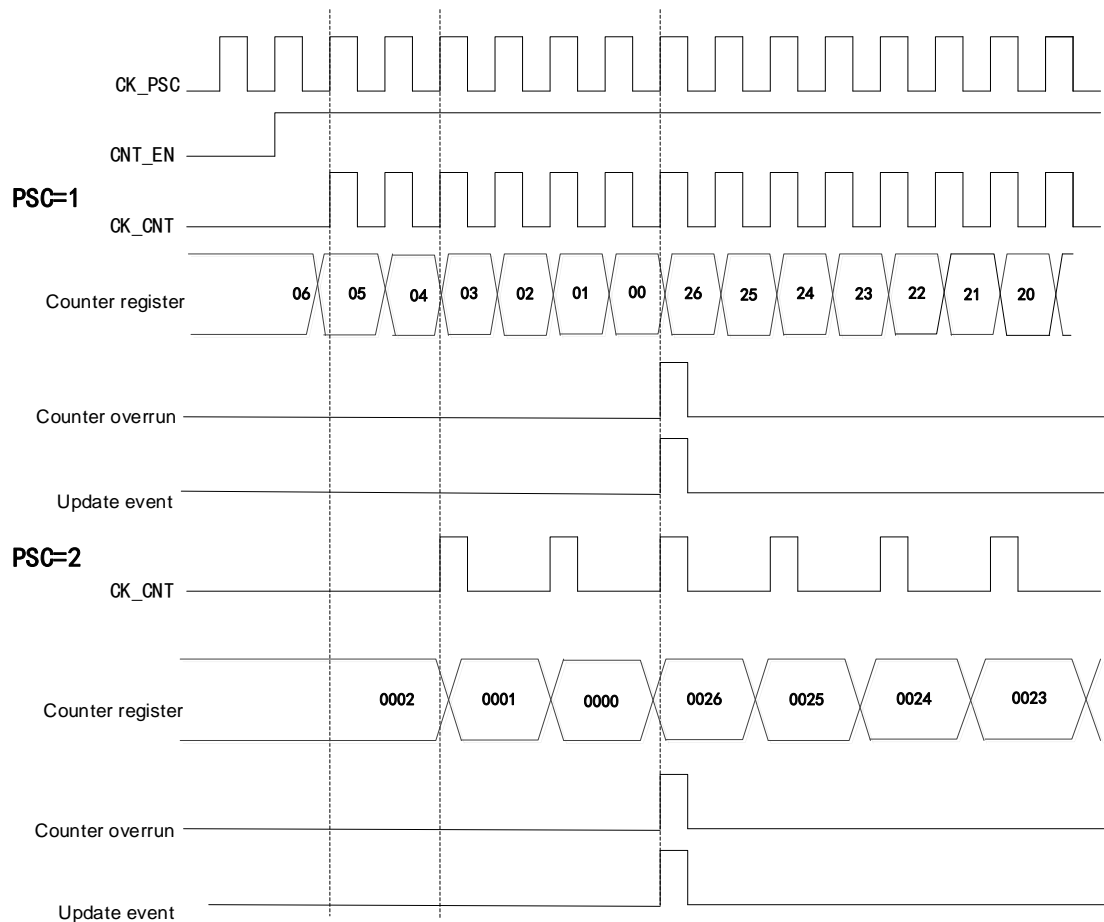 CK_PSC
CNT_EN
PSC=1
CK_CNT
Counter register 06 05 04 03 02 01 00 26 25 24 23 22 21 20
Counter overrun
Update event
PSC=2
CK_CNT
Counter register 0002 0001 0000 0026 0025 0024 0023
Counter overrun
Update event